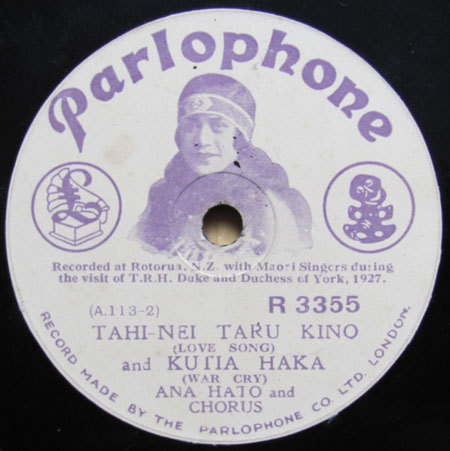 Parlophone
Recorded at Rotorua, N.Z. with Maori Singers during
the visit of T.R.H. Duke and Duchess of York, 1927.
(A.113-2) R 3355
TAHI-NEI TARU KINO
(LOVE SONG)
and KUTIA HAKA
(WAR CRY)
ANA HATO and
CHORUS
RECORD MADE BY THE PARLOPHONE CO. LTD. LONDON.